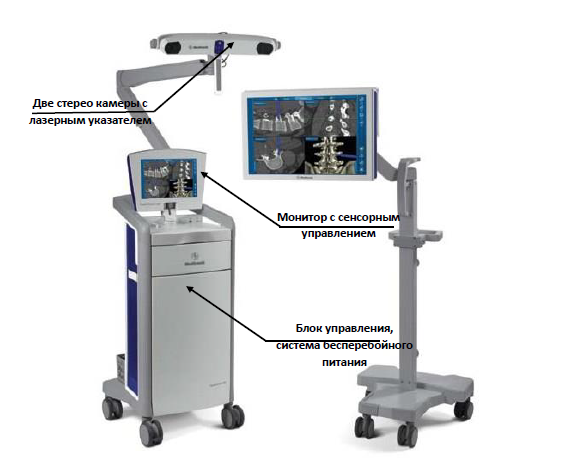 Две стерео камеры с
лазерным указателем
Монитор с сенсорным
управлением
Блок управления,
система бесперебойного
питания